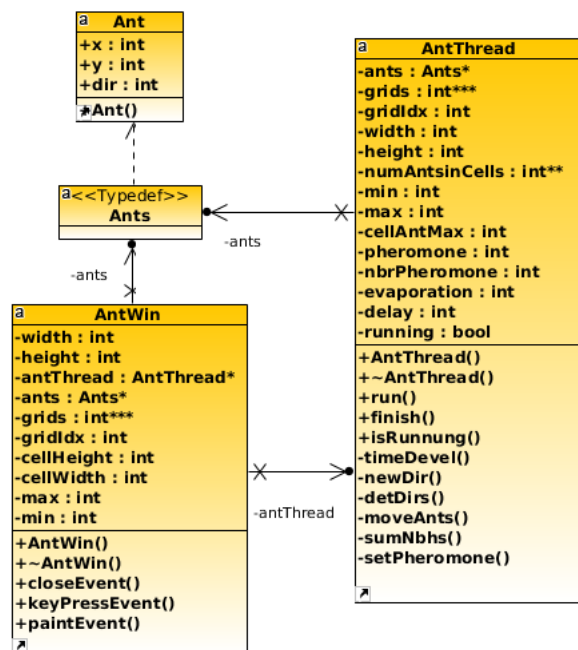 a
Ant
+x : int
+y : int
+dir : int
+Ant()
a
<<Typedef>>
Ants
-ants
-ants
a
AntWin
-width : int
-height : int
-antThread : AntThread*
-ants : Ants*
-grids : int***
-gridIdx : int
-cellHeight : int
-cellWidth : int
-max : int
-min : int
+AntWin()
+~AntWin()
+closeEvent()
+keyPressEvent()
+paintEvent()
-antThread
a
AntThread
-ants : Ants*
-grids : int***
-gridIdx : int
-width : int
-height : int
-numAntsinCells : int**
-min : int
-max : int
-cellAntMax : int
-pheromone : int
-nbrPheromone : int
-evaporation : int
-delay : int
-running : bool
+AntThread()
+~AntThread()
+run()
+finish()
+isRunnung()
-timeDevel()
-newDir()
-detDirs()
-moveAnts()
-sumNbhs()
-setPheromone()